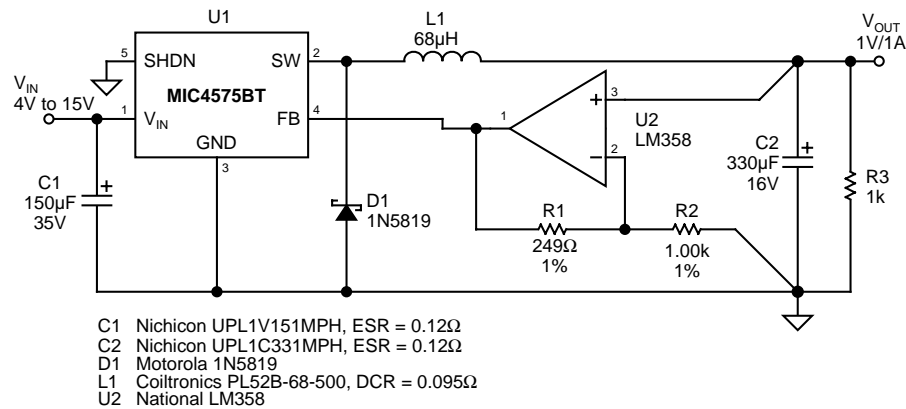 U1
L1
68µH
V_OUT
1V/1A
5
SHDN
SW
2
MIC4575BT
V_IN
4V to 15V
1
V_IN
FB
4
GND
3
1
+
3
–
2
U2
LM358
C1
150µF
35V
+
D1
1N5819
R1
249Ω
1%
R2
1.00k
1%
C2
330µF
16V
+
R3
1k
C1 Nichicon UPL1V151MPH, ESR = 0.12Ω
C2 Nichicon UPL1C331MPH, ESR = 0.12Ω
D1 Motorola 1N5819
L1 Coiltronics PL52B-68-500, DCR = 0.095Ω
U2 National LM358